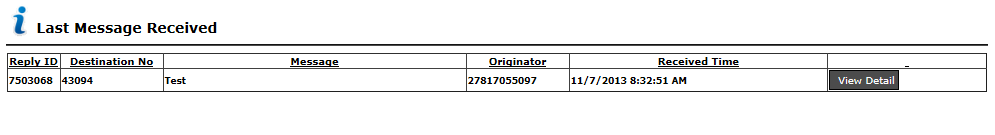 Last Message Received
Reply ID Destination No Message Originator Received Time
7503068 43094 Test 27817055097 11/7/2013 8:32:51 AM View Detail